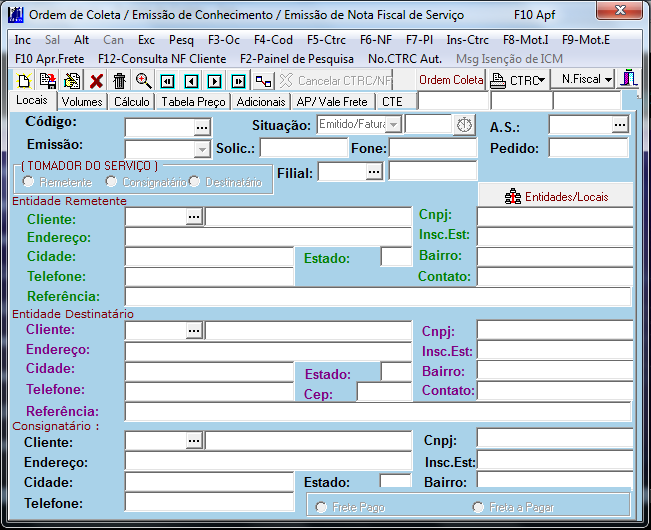 Ordem de Coleta / Emissão de Conhecimento / Emissão de Nota Fiscal de Serviço F10 Apf
Inc Sal Alt Can Exc Pesq F3-Oc F4-Cod F5-Ctrc F6-NF F7-Pl Ins-Ctrc F8-Mot.I F9-Mot.E
F10 Apr.Frete F12-Consulta NF Cliente F2-Painel de Pesquisa No.CTRC Aut. Msg Isenção de ICM
Cancelar CTRC/NF Ordem Coleta CTRC N.Fiscal
Locais Volumes Cálculo Tabela Preço Adicionais AP/ Vale Frete CTE
Código: ... Situação: Emitido/Fatura A.S.: ...
Emissão: Solic.: Fone: Pedido:
( TOMADOR DO SERVIÇO )
Remetente Consignatário Destinatário Filial: ...
Entidades/Locais
Entidade Remetente
Cliente: ... Cnpj:
Endereço: Insc.Est:
Cidade: Estado: Bairro:
Telefone: Contato:
Referência:
Entidade Destinatário
Cliente: ... Cnpj:
Endereço: Insc.Est:
Cidade: Estado: Bairro:
Telefone: Cep: Contato:
Referência:
Consignatário :
Cliente: ... Cnpj:
Endereço: Insc.Est:
Cidade: Estado: Bairro:
Telefone: Frete Pago Freta a Pagar